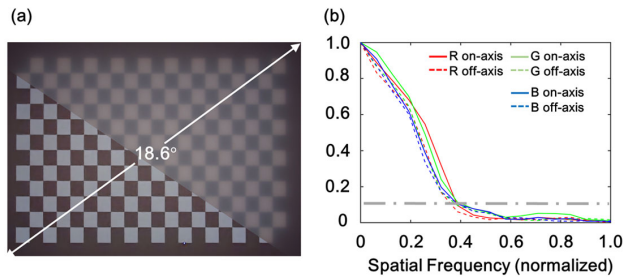 (a)
18.6°
(b)
1.0
0.8
0.6
0.4
0.2
0
R on-axis
R off-axis
G on-axis
G off-axis
B on-axis
B off-axis
0 0.2 0.4 0.6 0.8 1.0
Spatial Frequency (normalized)